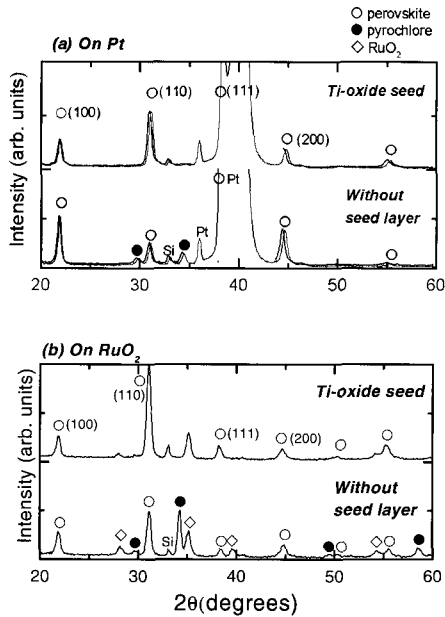 ○ perovskite
● pyrochlore
◇ RuO₂
(a) On Pt
○ (100)
○ (110)
○ (111)
○ (200)
○
Ti-oxide seed
○
●
○
Si
●
Pt
○ Pt
○
○
Without
seed layer
Intensity (arb. units)
20 30 40 50 60
(b) On RuO₂
○ (100)
○
(110)
○ (111)
○ (200)
○
○
Ti-oxide seed
○
◇
●
○
Si
●
◇
○
◇
○
●
○
◇
○
●
Without
seed layer
Intensity (arb. units)
20 30 40 50 60
2θ(degrees)